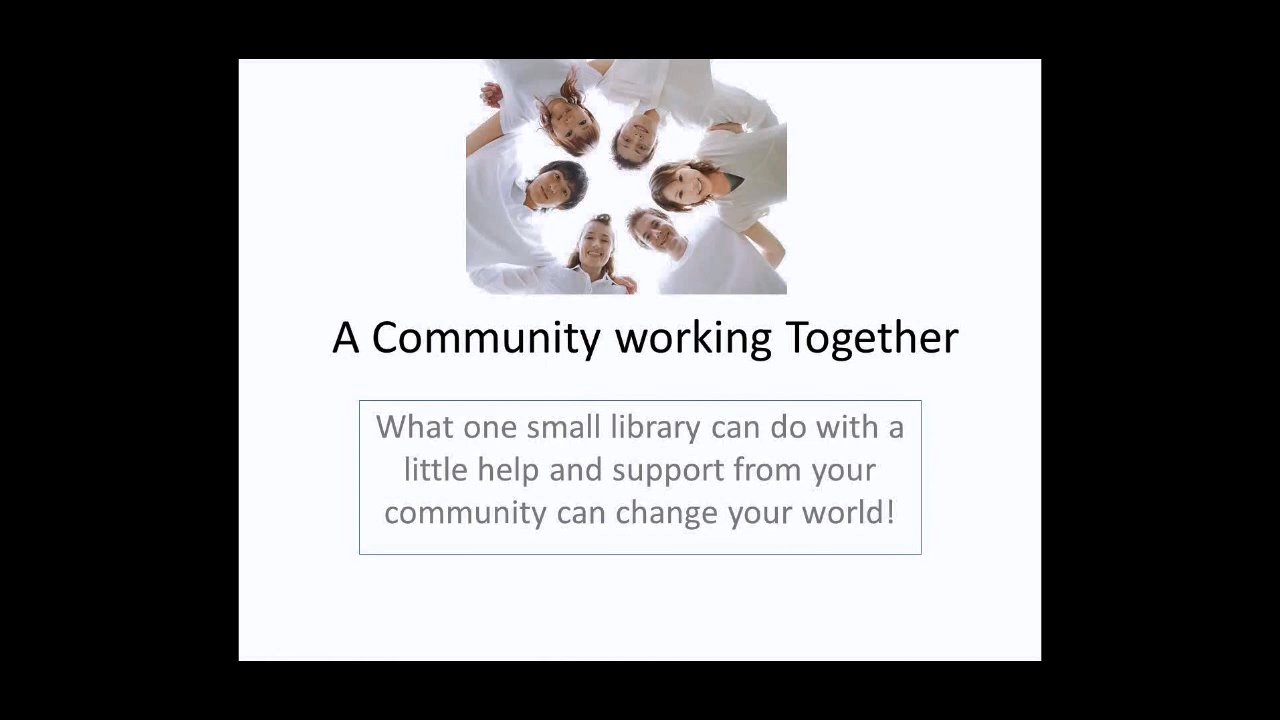 A Community working Together
What one small library can do with a
little help and support from your
community can change your world!